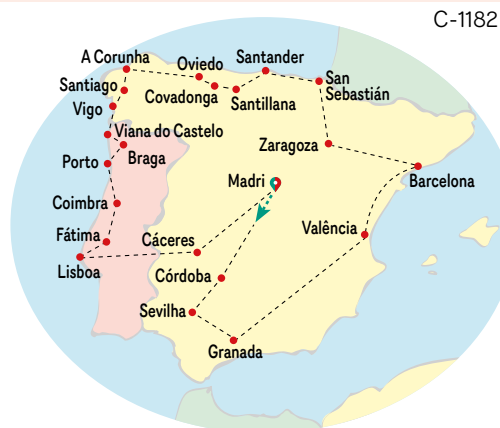 C-1182
A Corunha
Oviedo
Santander
Santiago
Covadonga
Santillana
San
Sebastián
Vigo
Viana do Castelo
Braga
Zaragoza
Porto
Madri
Barcelona
Coimbra
Fátima
Cáceres
Valência
Lisboa
Córdoba
Sevilha
Granada